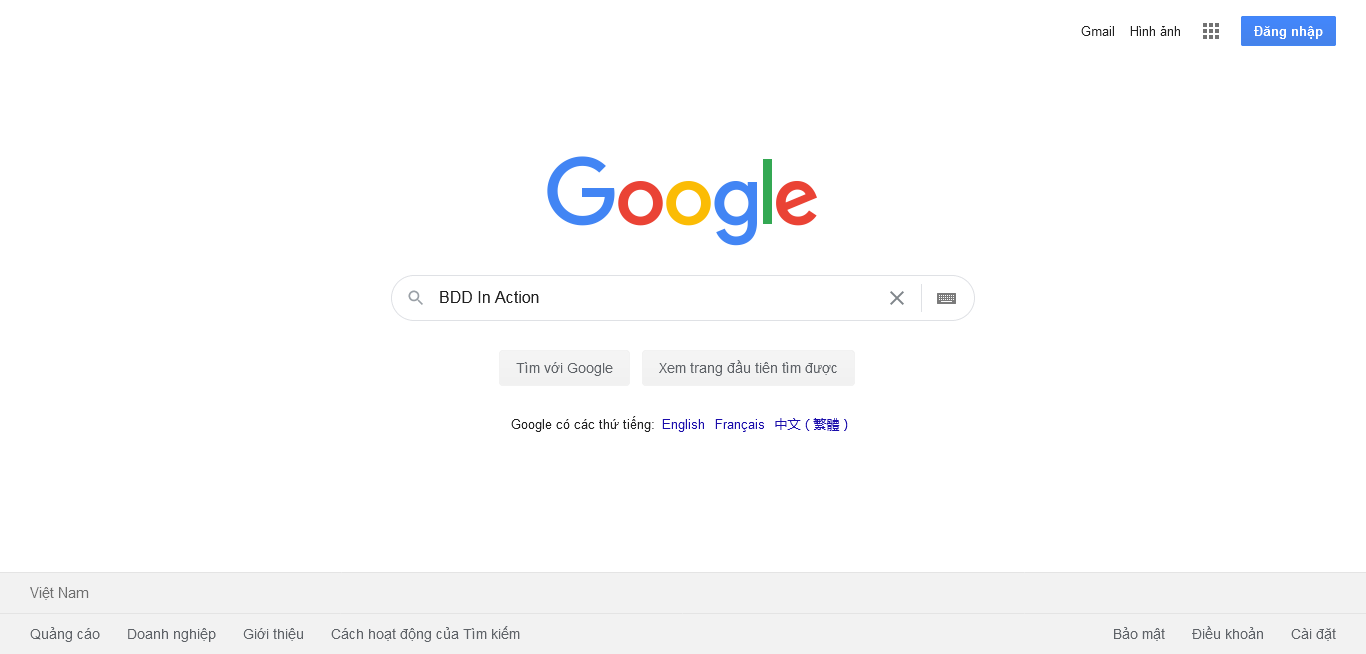 Gmail Hình ảnh Đăng nhập
Google
BDD In Action
Tìm với Google Xem trang đầu tiên tìm được
Google có các thứ tiếng: English Français 中文 ( 繁體 )
Việt Nam
Quảng cáo Doanh nghiệp Giới thiệu Cách hoạt động của Tìm kiếm Bảo mật Điều khoản Cài đặt